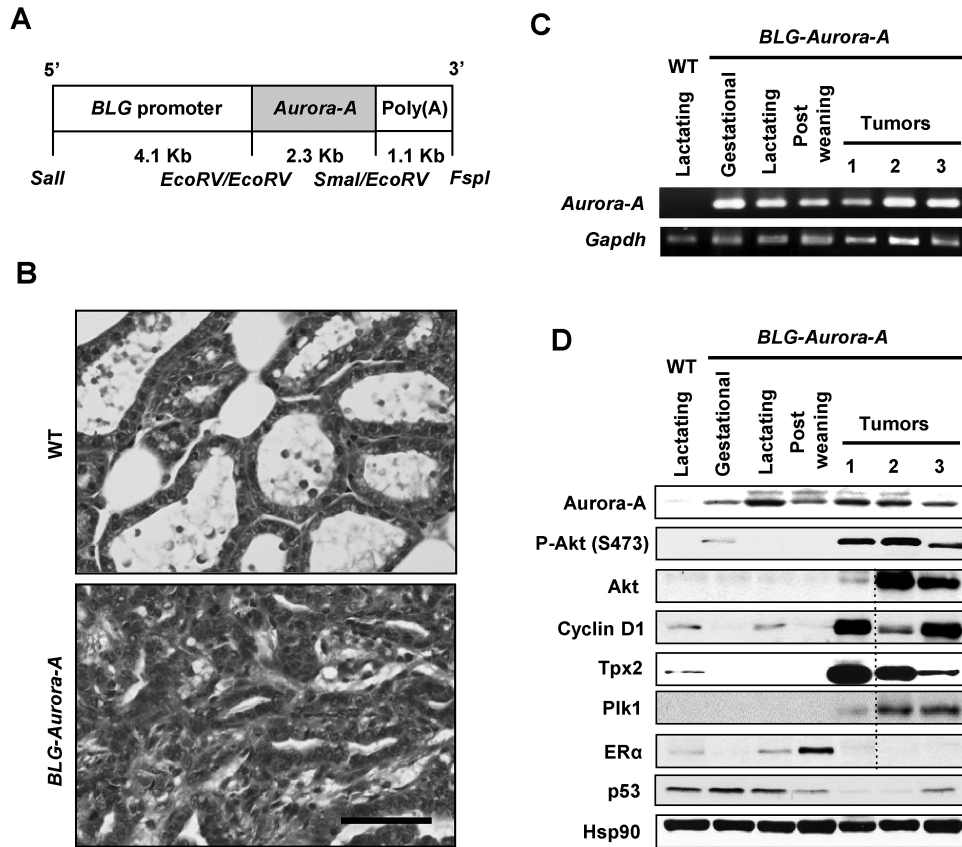 A
5’ 3’
BLG promoter Aurora-A Poly(A)
4.1 Kb 2.3 Kb 1.1 Kb
SalI EcoRV/EcoRV SmaI/EcoRV FspI
B
WT
BLG-Aurora-A
C
BLG-Aurora-A
WT
Lactating
Gestational
Lactating
Post weaning
Tumors
1 2 3
Aurora-A
Gapdh
D
BLG-Aurora-A
WT
Lactating
Gestational
Lactating
Post weaning
Tumors
1 2 3
Aurora-A
P-Akt (S473)
Akt
Cyclin D1
Tpx2
Plk1
ERα
p53
Hsp90